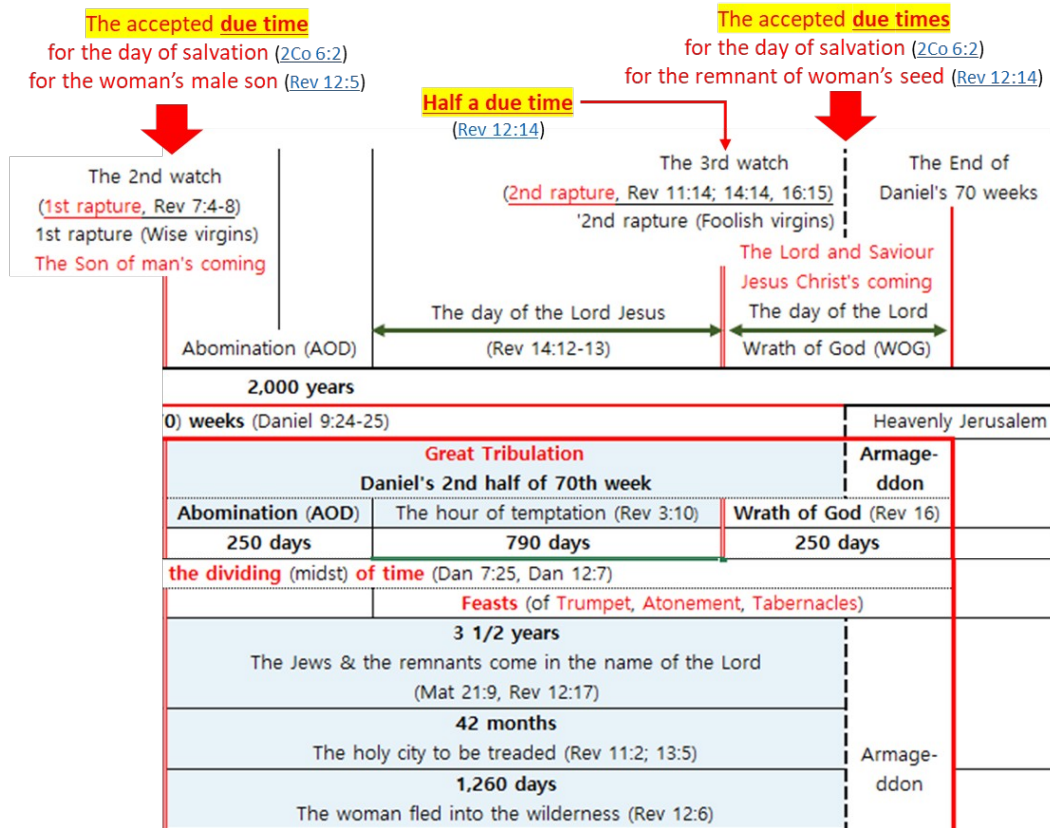 The accepted due time
for the day of salvation (2Co 6:2)
for the woman's male son (Rev 12:5)
Half a due time
(Rev 12:14)
The accepted due times
for the day of salvation (2Co 6:2)
for the remnant of woman's seed (Rev 12:14)
The 2nd watch
(1st rapture, Rev 7:4-8)
1st rapture (Wise virgins)
The Son of man's coming
The 3rd watch
(2nd rapture, Rev 11:14; 14:14, 16:15)
'2nd rapture (Foolish virgins)
The End of
Daniel's 70 weeks
The Lord and Saviour
Jesus Christ's coming
Abomination (AOD)
The day of the Lord Jesus
(Rev 14:12-13)
The day of the Lord
Wrath of God (WOG)
2,000 years
0) weeks (Daniel 9:24-25)
Heavenly Jerusalem
Great Tribulation
Daniel's 2nd half of 70th week
Armage-
ddon
Abomination (AOD)
The hour of temptation (Rev 3:10)
Wrath of God (Rev 16)
250 days
790 days
250 days
the dividing (midst) of time (Dan 7:25, Dan 12:7)
Feasts (of Trumpet, Atonement, Tabernacles)
3 1/2 years
The Jews & the remnants come in the name of the Lord
(Mat 21:9, Rev 12:17)
42 months
The holy city to be treaded (Rev 11:2; 13:5)
Armage-
ddon
1,260 days
The woman fled into the wilderness (Rev 12:6)